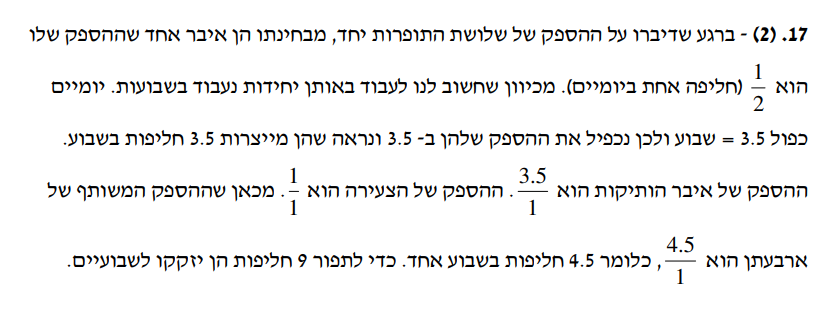 17. (2) - ברגע שדיברו על ההספק של שלושת התופרות יחד, מבחינתו הן איבר אחד שההספק שלו
הוא 1/2 (חליפה אחת ביומיים). מכיוון שחשוב לנו לעבוד באותן יחידות נעבוד בשבועות. יומיים
כפול 3.5 = שבוע ולכן נכפיל את ההספק שלהן ב- 3.5 ונראה שהן מייצרות 3.5 חליפות בשבוע.
ההספק של איבר הותיקות הוא 3.5/1. ההספק של הצעירה הוא 1/1. מכאן שההספק המשותף של
ארבעתן הוא 4.5/1, כלומר 4.5 חליפות בשבוע אחד. כדי לתפור 9 חליפות הן יזקקו לשבועיים.